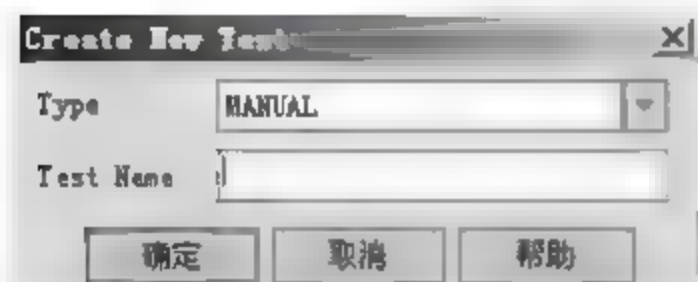 Create New Test
Type MANUAL
Test Name
确定 取消 帮助